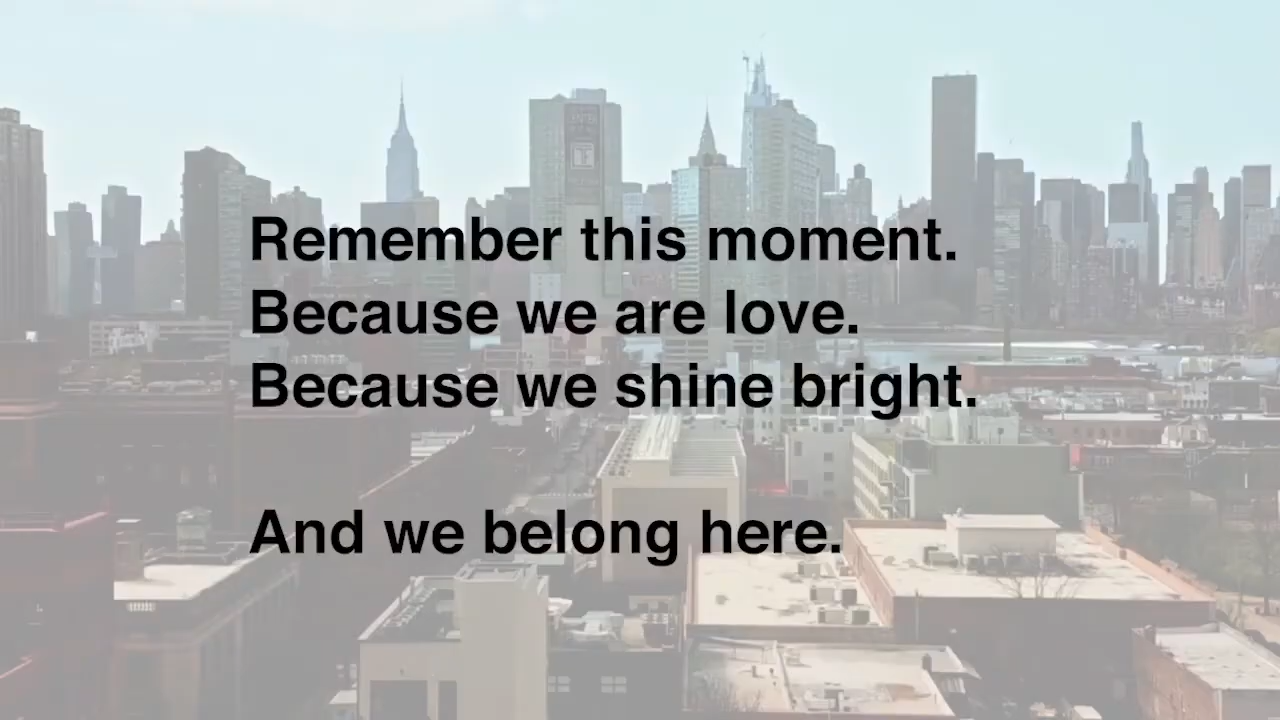 Remember this moment.
Because we are love.
Because we shine bright.
And we belong here.